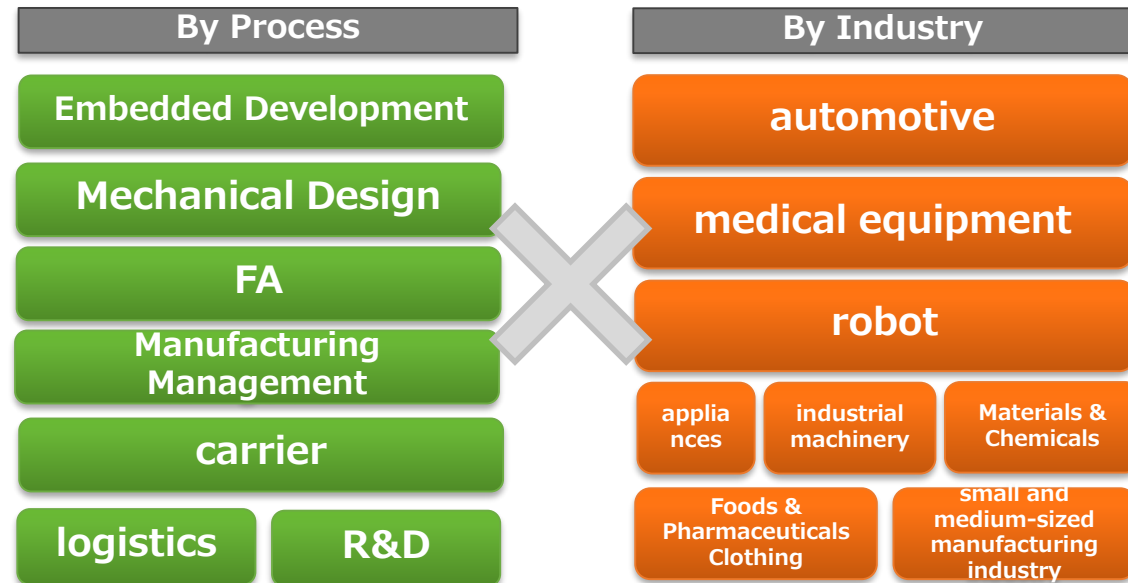 By Process
Embedded Development
Mechanical Design
FA
Manufacturing
Management
carrier
logistics
R&D
By Industry
automotive
medical equipment
robot
applia
nces
industrial
machinery
Materials &
Chemicals
Foods &
Pharmaceuticals
Clothing
small and
medium-sized
manufacturing
industry